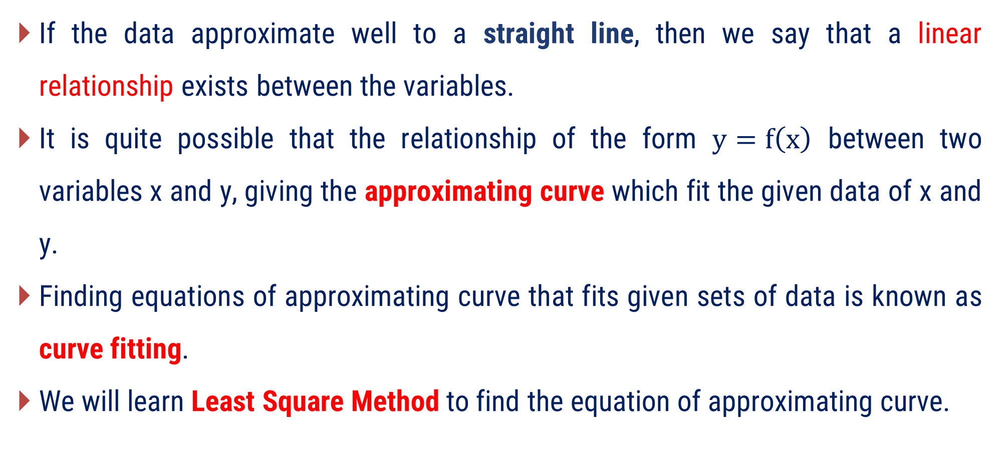 If the data approximate well to a straight line, then we say that a linear
relationship exists between the variables.
It is quite possible that the relationship of the form y = f(x) between two
variables x and y, giving the approximating curve which fit the given data of x and
y.
Finding equations of approximating curve that fits given sets of data is known as
curve fitting.
We will learn Least Square Method to find the equation of approximating curve.